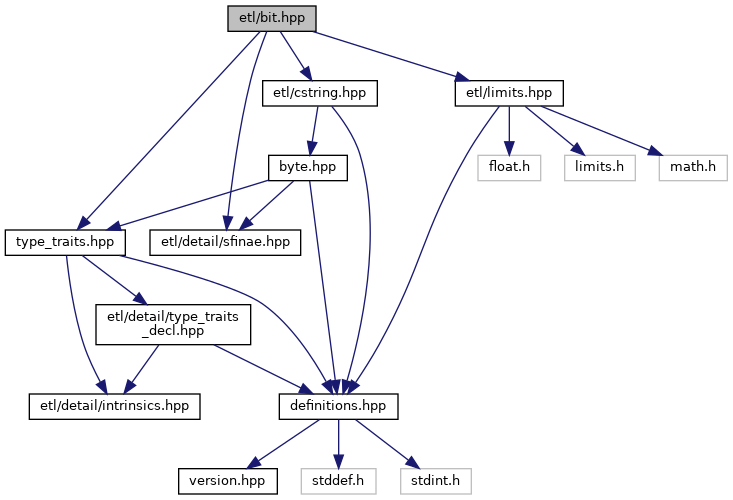 etl/bit.hpp
etl/cstring.hpp
etl/limits.hpp
byte.hpp
float.h
limits.h
math.h
type_traits.hpp
etl/detail/sfinae.hpp
etl/detail/type_traits
_decl.hpp
etl/detail/intrinsics.hpp
definitions.hpp
version.hpp
stddef.h
stdint.h